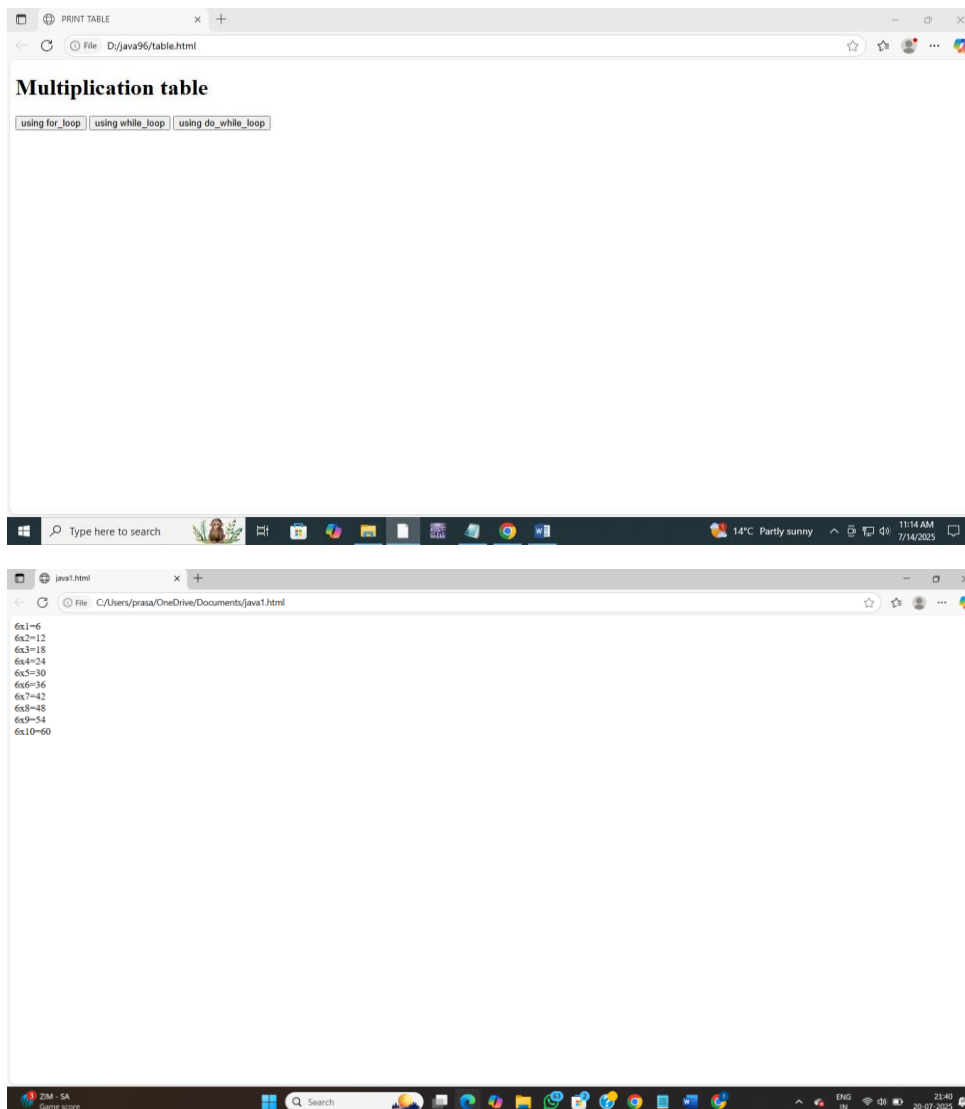 PRINT TABLE
File D:/java96/table.html
Multiplication table
using for_loop using while_loop using do_while_loop
Type here to search
14°C Partly sunny
11:14 AM
7/14/2025
java1.html
File C:/Users/prasa/OneDrive/Documents/java1.html
6x1=6
6x2=12
6x3=18
6x4=24
6x5=30
6x6=36
6x7=42
6x8=48
6x9=54
6x10=60
3 ZIM - SA
Game score
Search
ENG
IN
21:40
20-07-2025